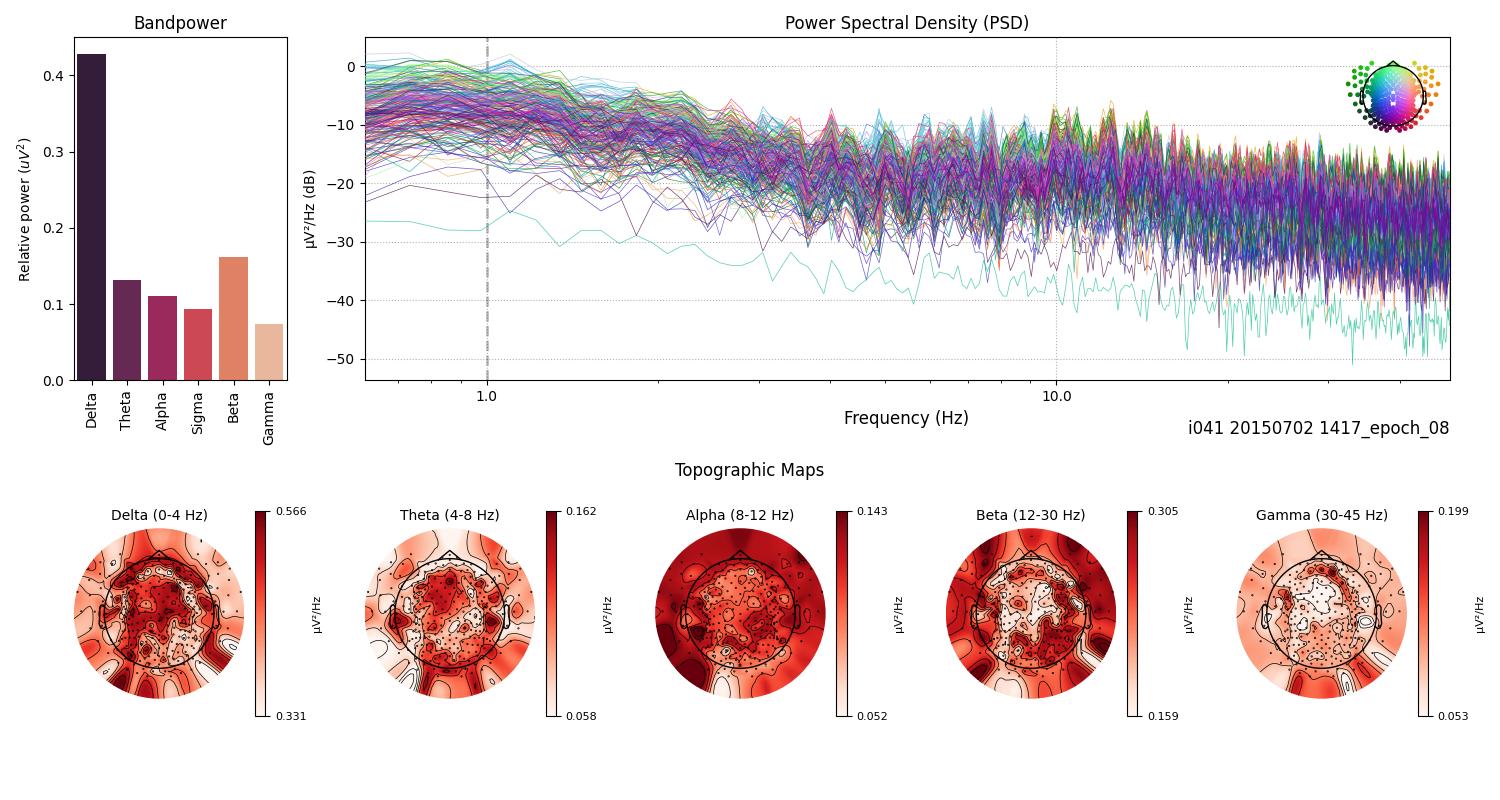 Bandpower
Relative power (uV²)
0.4
0.3
0.2
0.1
0.0
Delta
Theta
Alpha
Sigma
Beta
Gamma
Power Spectral Density (PSD)
µV²/Hz (dB)
0
−10
−20
−30
−40
−50
1.0
10.0
Frequency (Hz)
i041 20150702 1417_epoch_08
Topographic Maps
Delta (0-4 Hz)
0.566
µV²/Hz
0.331
Theta (4-8 Hz)
0.162
µV²/Hz
0.058
Alpha (8-12 Hz)
0.143
µV²/Hz
0.052
Beta (12-30 Hz)
0.305
µV²/Hz
0.159
Gamma (30-45 Hz)
0.199
µV²/Hz
0.053